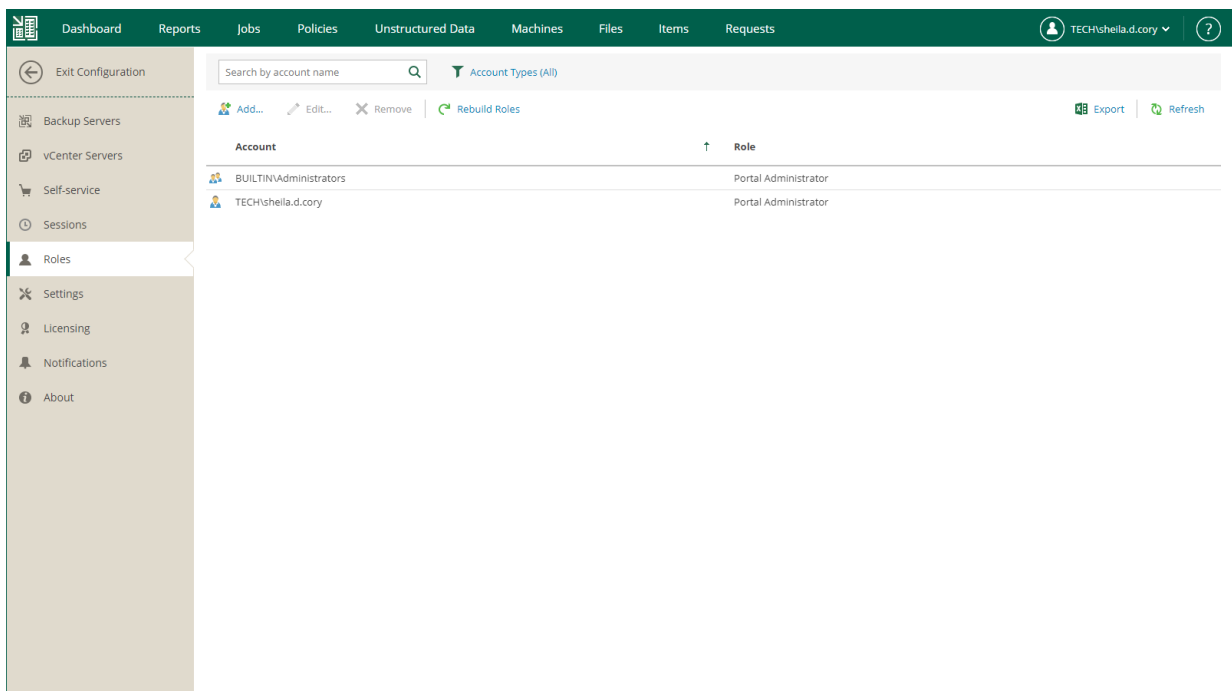 Dashboard Reports Jobs Policies Unstructured Data Machines Files Items Requests TECH\sheila.d.cory ?
Exit Configuration
Search by account name Account Types (All)
Add... Edit... Remove Rebuild Roles Export Refresh
Backup Servers
vCenter Servers
Self-service
Sessions
Roles
Settings
Licensing
Notifications
About
Account ↑ Role
BUILTIN\Administrators Portal Administrator
TECH\sheila.d.cory Portal Administrator